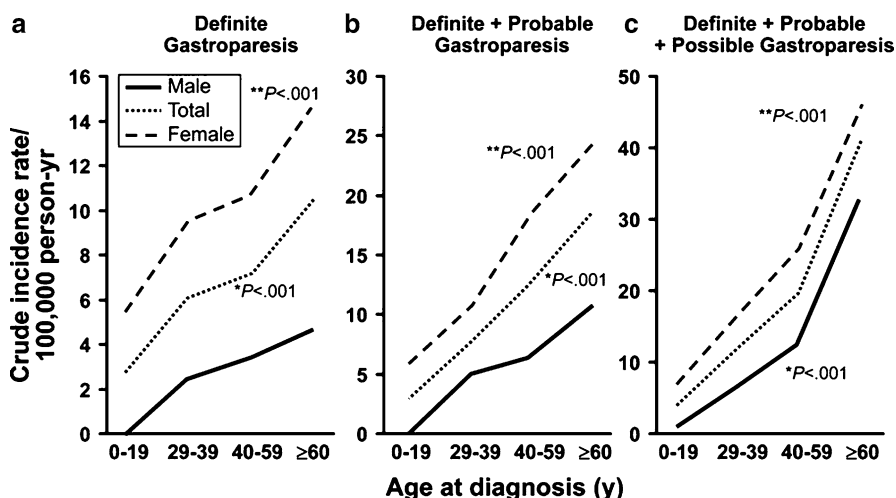 a
Definite
Gastroparesis
b
Definite + Probable
Gastroparesis
c
Definite + Probable
+ Possible Gastroparesis
Crude incidence rate/
100,000 person-yr
16
14
12
10
8
6
4
2
0
Male
Total
Female
**P<.001
*P<.001
0-19 29-39 40-59 ≥60
30
25
20
15
10
5
0
**P<.001
*P<.001
0-19 29-39 40-59 ≥60
50
40
30
20
10
0
**P<.001
*P<.001
0-19 29-39 40-59 ≥60
Age at diagnosis (y)